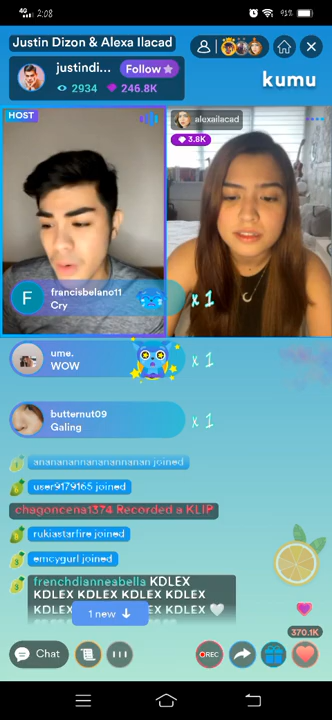 4G 2:08 91%
Justin Dizon & Alexa Ilacad
justindi... Follow
2934 246.8K
kumu
HOST
alexailacad
3.8K
F francisbelano11
Cry x 1
ume.
WOW x 1
butternut09
Galing x 1
anananannanananannanan joined
user9179165 joined
chagoncena1374 Recorded a KLIP
rukiastarfire joined
emcygurl joined
frenchdianneabella KDLEX
KDLEX KDLEX KDLEX KDLEX
KDLEX KDLEX
1 new
370.1K
Chat
REC